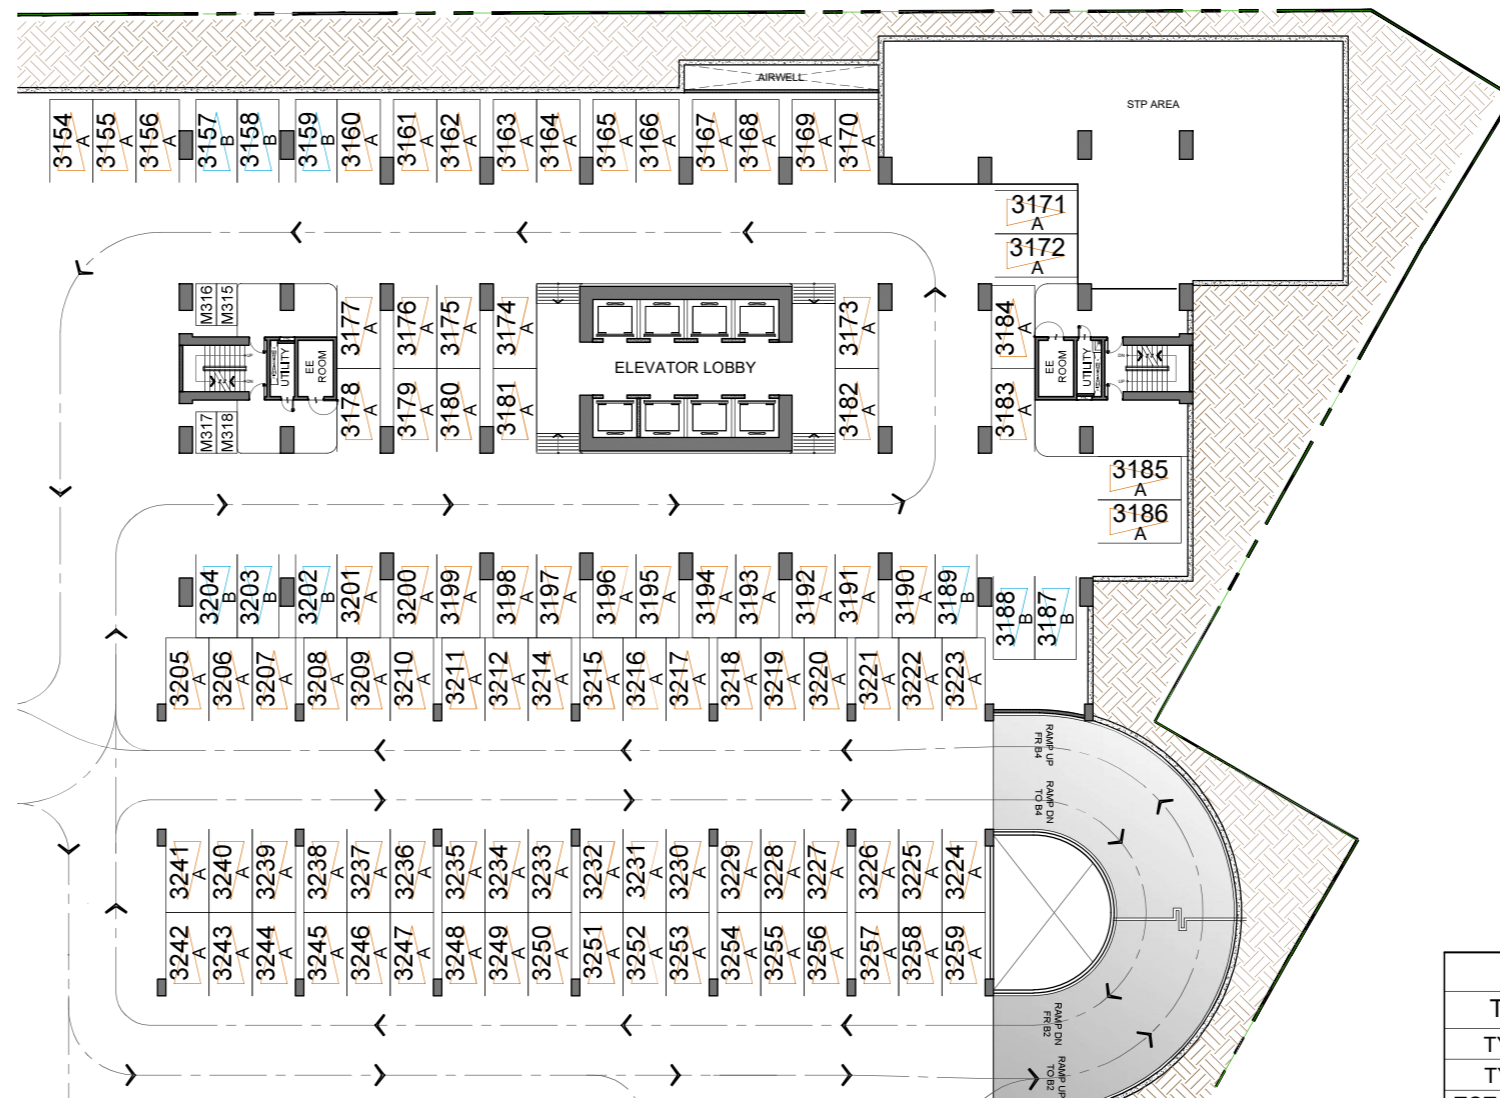 AIRWELL
STP AREA
3154 A
3155 A
3156 A
3157 B
3158 B
3159 B
3160 A
3161 A
3162 A
3163 A
3164 A
3165 A
3166 A
3167 A
3168 A
3169 A
3170 A
3171
A
3172
A
M316
M315
3177 A
3176 A
3175 A
3174 A
3173 A
3184 A
UTILITY
EE
ROOM
ELEVATOR LOBBY
EE
ROOM
UTILITY
M317
M318
3178 A
3179 A
3180 A
3181 A
3182 A
3183 A
3185
A
3186
A
3204 B
3203 B
3202 B
3201 A
3200 A
3199 A
3198 A
3197 A
3196 A
3195 A
3194 A
3193 A
3192 A
3191 A
3190 A
3189 B
3188 B
3187 B
3205 A
3206 A
3207 A
3208 A
3209 A
3210 A
3211 A
3212 A
3214 A
3215 A
3216 A
3217 A
3218 A
3219 A
3220 A
3221 A
3222 A
3223 A
RAMP UP
FR B4
RAMP DN
TO B4
3241 A
3240 A
3239 A
3238 A
3237 A
3236 A
3235 A
3234 A
3233 A
3232 A
3231 A
3230 A
3229 A
3228 A
3227 A
3226 A
3225 A
3224 A
3242 A
3243 A
3244 A
3245 A
3246 A
3247 A
3248 A
3249 A
3250 A
3251 A
3252 A
3253 A
3254 A
3255 A
3256 A
3257 A
3258 A
3259 A
RAMP DN
FR B2
RAMP UP
TO B2
T
TY
TY